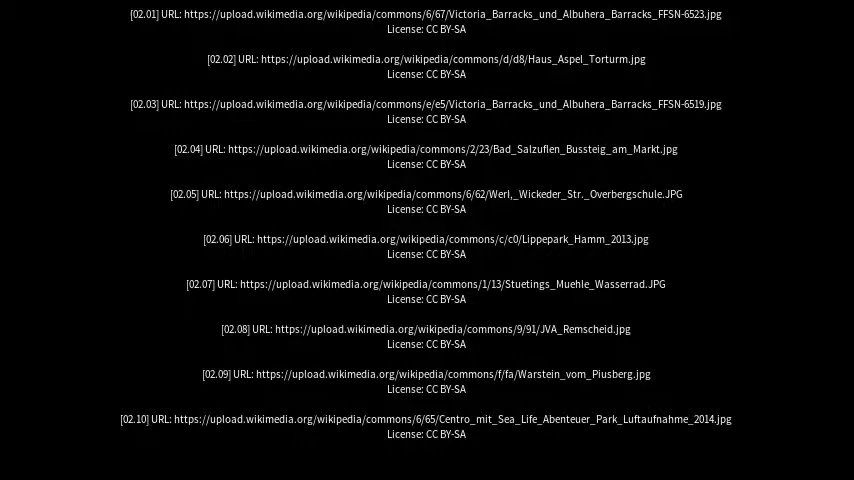 [02.01] URL: https://upload.wikimedia.org/wikipedia/commons/6/67/Victoria_Barracks_und_Albuhera_Barracks_FFSN-6523.jpg
License: CC BY-SA
[02.02] URL: https://upload.wikimedia.org/wikipedia/commons/d/d8/Haus_Aspel_Torturm.jpg
License: CC BY-SA
[02.03] URL: https://upload.wikimedia.org/wikipedia/commons/e/e5/Victoria_Barracks_und_Albuhera_Barracks_FFSN-6519.jpg
License: CC BY-SA
[02.04] URL: https://upload.wikimedia.org/wikipedia/commons/2/23/Bad_Salzuflen_Bussteig_am_Markt.jpg
License: CC BY-SA
[02.05] URL: https://upload.wikimedia.org/wikipedia/commons/6/62/Werl,_Wickeder_Str._Overbergschule.JPG
License: CC BY-SA
[02.06] URL: https://upload.wikimedia.org/wikipedia/commons/c/c0/Lippepark_Hamm_2013.jpg
License: CC BY-SA
[02.07] URL: https://upload.wikimedia.org/wikipedia/commons/1/13/Stuetings_Muehle_Wasserrad.JPG
License: CC BY-SA
[02.08] URL: https://upload.wikimedia.org/wikipedia/commons/9/91/JVA_Remscheid.jpg
License: CC BY-SA
[02.09] URL: https://upload.wikimedia.org/wikipedia/commons/f/fa/Warstein_vom_Piusberg.jpg
License: CC BY-SA
[02.10] URL: https://upload.wikimedia.org/wikipedia/commons/6/65/Centro_mit_Sea_Life_Abenteuer_Park_Luftaufnahme_2014.jpg
License: CC BY-SA